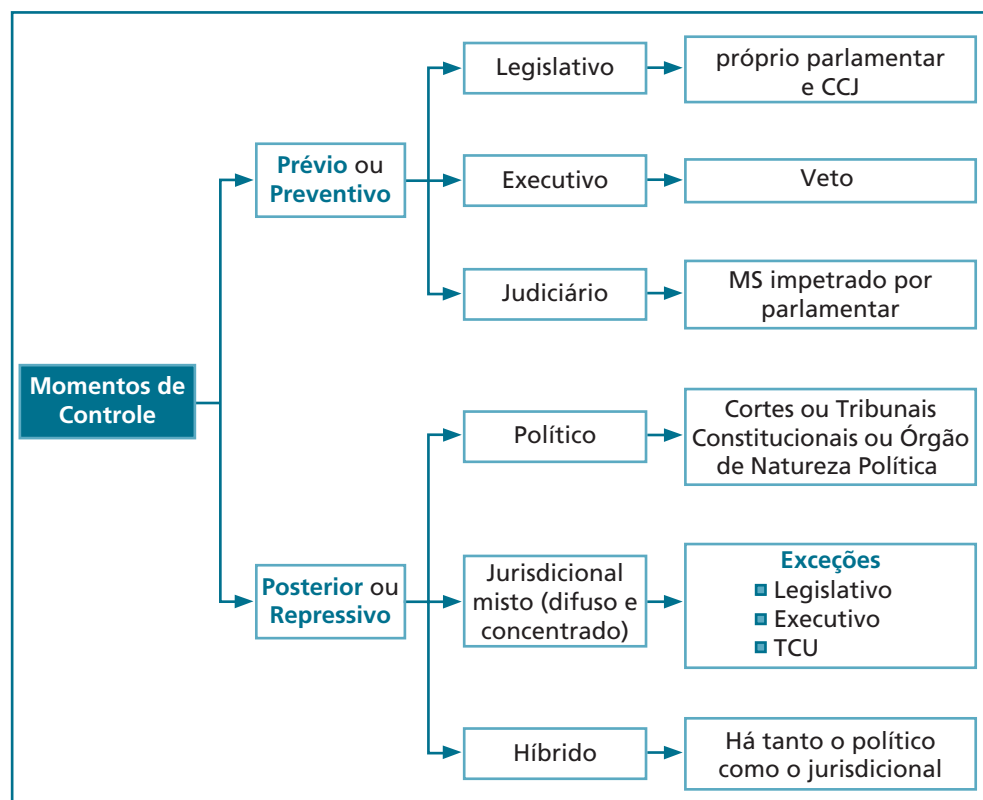 Legislativo
próprio parlamentar
e CCJ
Prévio ou
Preventivo
Executivo
Veto
Judiciário
MS impetrado por
parlamentar
Momentos de
Controle
Político
Cortes ou Tribunais
Constitucionais ou Órgão
de Natureza Política
Posterior ou
Repressivo
Jurisdicional
misto (difuso e
concentrado)
Exceções
Legislativo
Executivo
TCU
Híbrido
Há tanto o político
como o jurisdicional